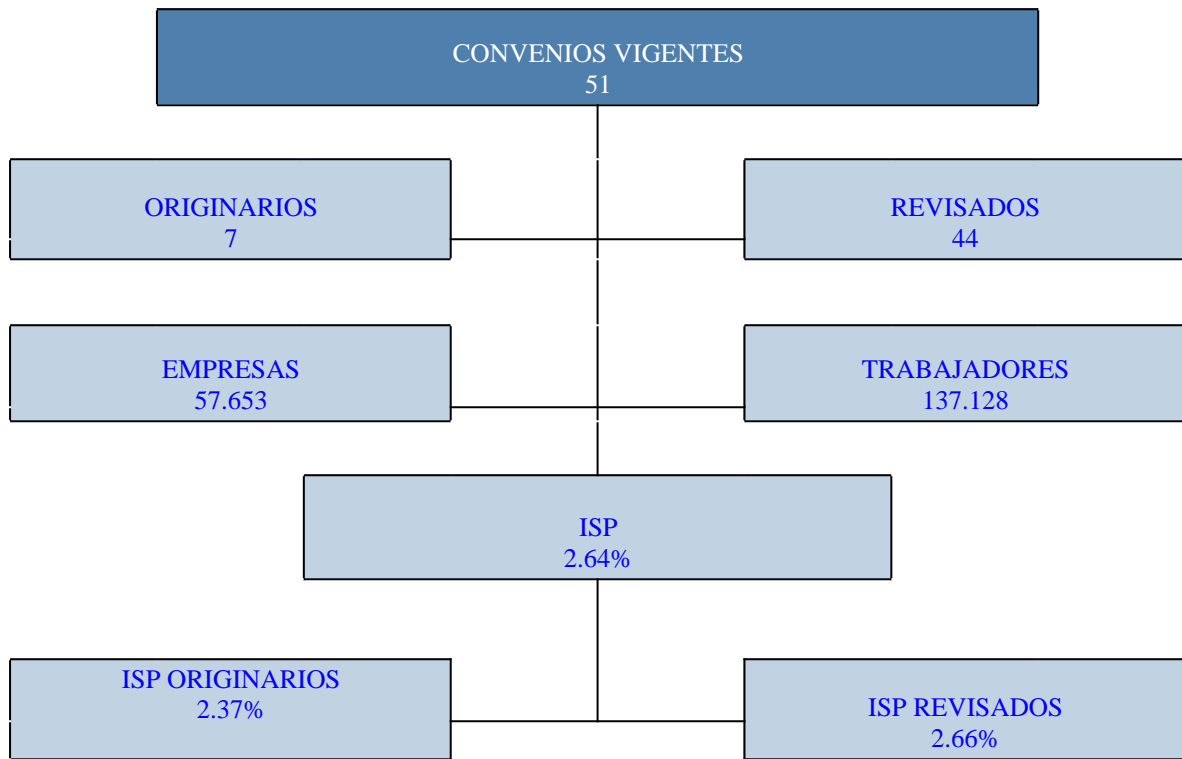 CONVENIOS VIGENTES
51
ORIGINARIOS
7
REVISADOS
44
EMPRESAS
57.653
TRABAJADORES
137.128
ISP
2.64%
ISP ORIGINARIOS
2.37%
ISP REVISADOS
2.66%